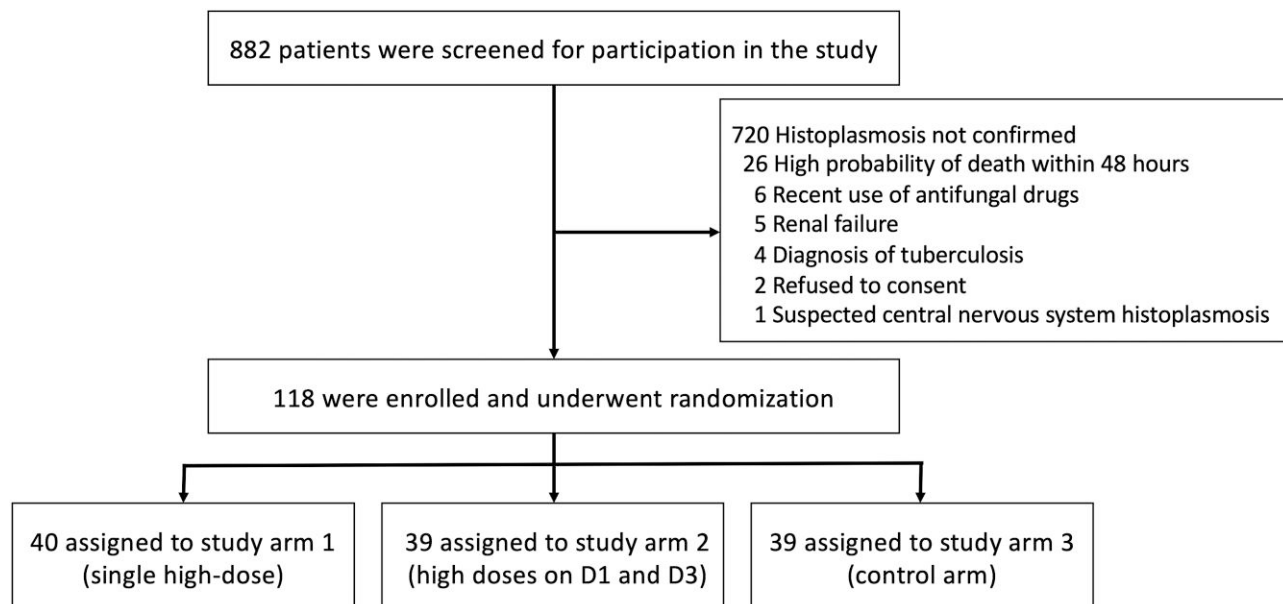 882 patients were screened for participation in the study
720 Histoplasmosis not confirmed
26 High probability of death within 48 hours
6 Recent use of antifungal drugs
5 Renal failure
4 Diagnosis of tuberculosis
2 Refused to consent
1 Suspected central nervous system histoplasmosis
118 were enrolled and underwent randomization
40 assigned to study arm 1
(single high-dose)
39 assigned to study arm 2
(high doses on D1 and D3)
39 assigned to study arm 3
(control arm)